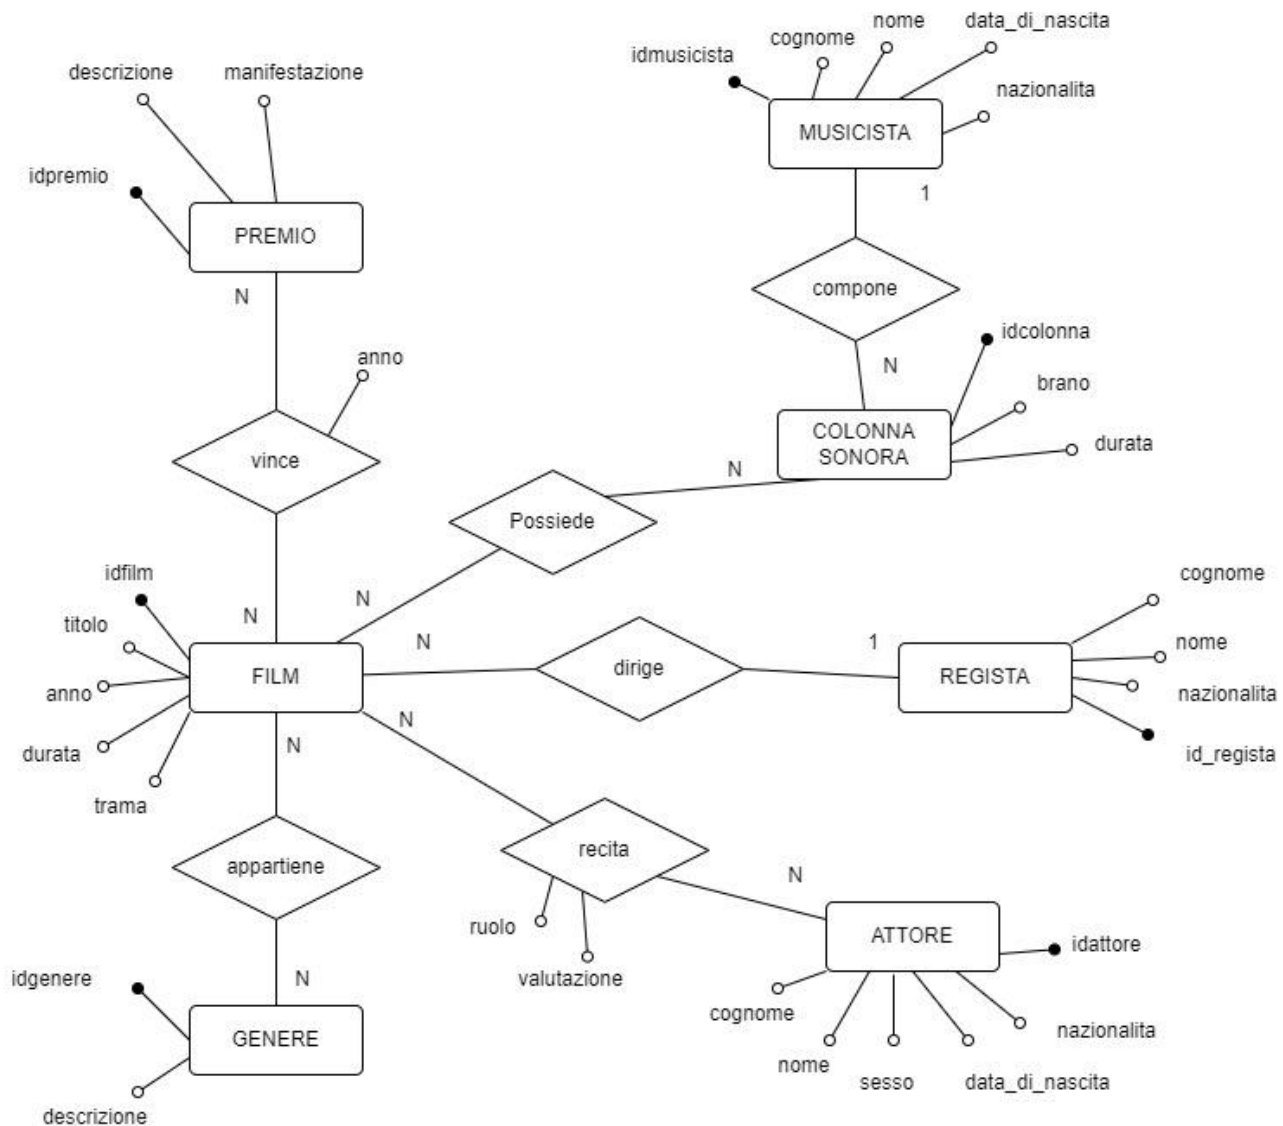 nome
data_di_nascita
cognome
idmusicista
nazionalita
MUSICISTA
1
compone
N
descrizione
manifestazione
idpremio
PREMIO
N
anno
vince
N
idcolonna
brano
durata
COLONNA
SONORA
N
Possiede
N
idfilm
titolo
anno
durata
trama
FILM
N
dirige
1
REGISTA
cognome
nome
nazionalita
id_regista
N
recita
ruolo
valutazione
N
ATTORE
idattore
cognome
nome
sesso
data_di_nascita
nazionalita
N
appartiene
N
idgenere
GENERE
descrizione